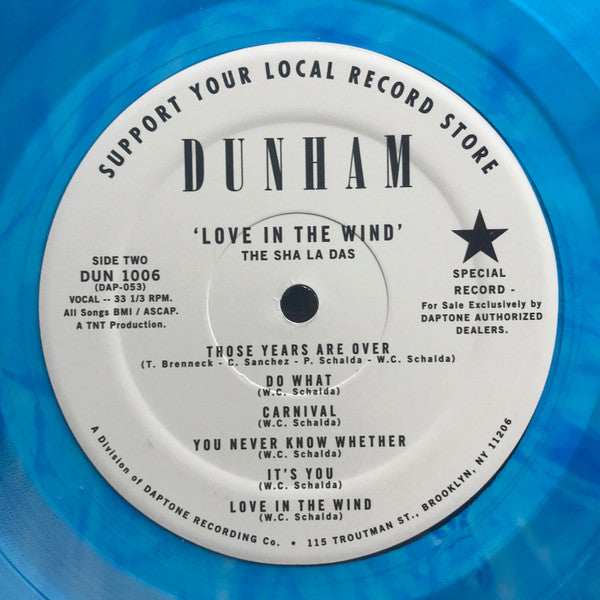 SUPPORT YOUR LOCAL RECORD STORE
DUNHAM
'LOVE IN THE WIND'
THE SHA LA DAS
SIDE TWO
DUN 1006
(DAP-053)
VOCAL -- 33 1/3 RPM.
All Songs BMI / ASCAP.
A TNT Production.
SPECIAL
RECORD -
For Sale Exclusively by
DAPTONE AUTHORIZED
DEALERS.
THOSE YEARS ARE OVER
(T. Brenneck - C. Sanchez - P. Schalda - W.C. Schalda)
DO WHAT
(W.C. Schalda)
CARNIVAL
(W.C. Schalda)
YOU NEVER KNOW WHETHER
(W.C. Schalda)
IT'S YOU
(W.C. Schalda)
LOVE IN THE WIND
(W.C. Schalda)
A Division of DAPTONE RECORDING Co. • 115 TROUTMAN ST., BROOKLYN, NY 11206